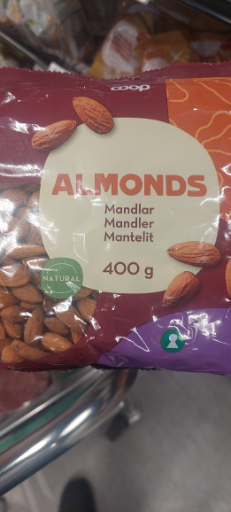 coop
ALMONDS
Mandlar
Mandler
Mantelit
400 g
NATURAL